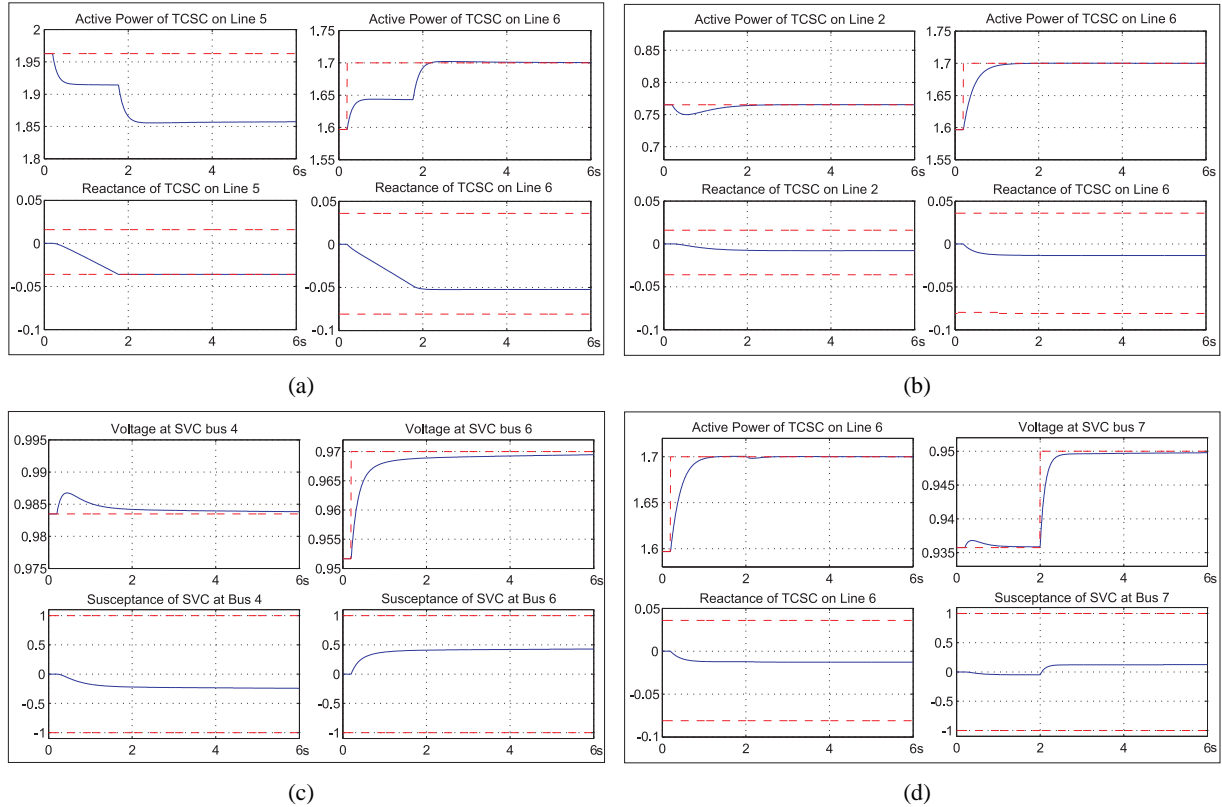 Active Power of TCSC on Line 5
2
1.95
1.9
1.85
1.8
0 2 4 6s
Active Power of TCSC on Line 6
1.75
1.7
1.65
1.6
1.55
0 2 4 6s
Reactance of TCSC on Line 5
0.05
0
-0.05
-0.1
0 2 4 6s
Reactance of TCSC on Line 6
0.05
0
-0.05
-0.1
0 2 4 6s
(a)
Active Power of TCSC on Line 2
0.85
0.8
0.75
0.7
0 2 4 6s
Active Power of TCSC on Line 6
1.75
1.7
1.65
1.6
1.55
0 2 4 6s
Reactance of TCSC on Line 2
0.05
0
-0.05
-0.1
0 2 4 6s
Reactance of TCSC on Line 6
0.05
0
-0.05
-0.1
0 2 4 6s
(b)
Voltage at SVC bus 4
0.995
0.99
0.985
0.98
0.975
0 2 4 6s
Voltage at SVC bus 6
0.97
0.965
0.96
0.955
0.95
0 2 4 6s
Susceptance of SVC at Bus 4
1
0.5
0
-0.5
-1
0 2 4 6s
Susceptance of SVC at Bus 6
1
0.5
0
-0.5
-1
0 2 4 6s
(c)
Active Power of TCSC on Line 6
1.7
1.65
1.6
0 2 4 6s
Voltage at SVC bus 7
0.95
0.945
0.94
0.935
0 2 4 6s
Reactance of TCSC on Line 6
0.05
0
-0.05
-0.1
0 2 4 6s
Susceptance of SVC at Bus 7
1
0.5
0
-0.5
-1
0 2 4 6s
(d)